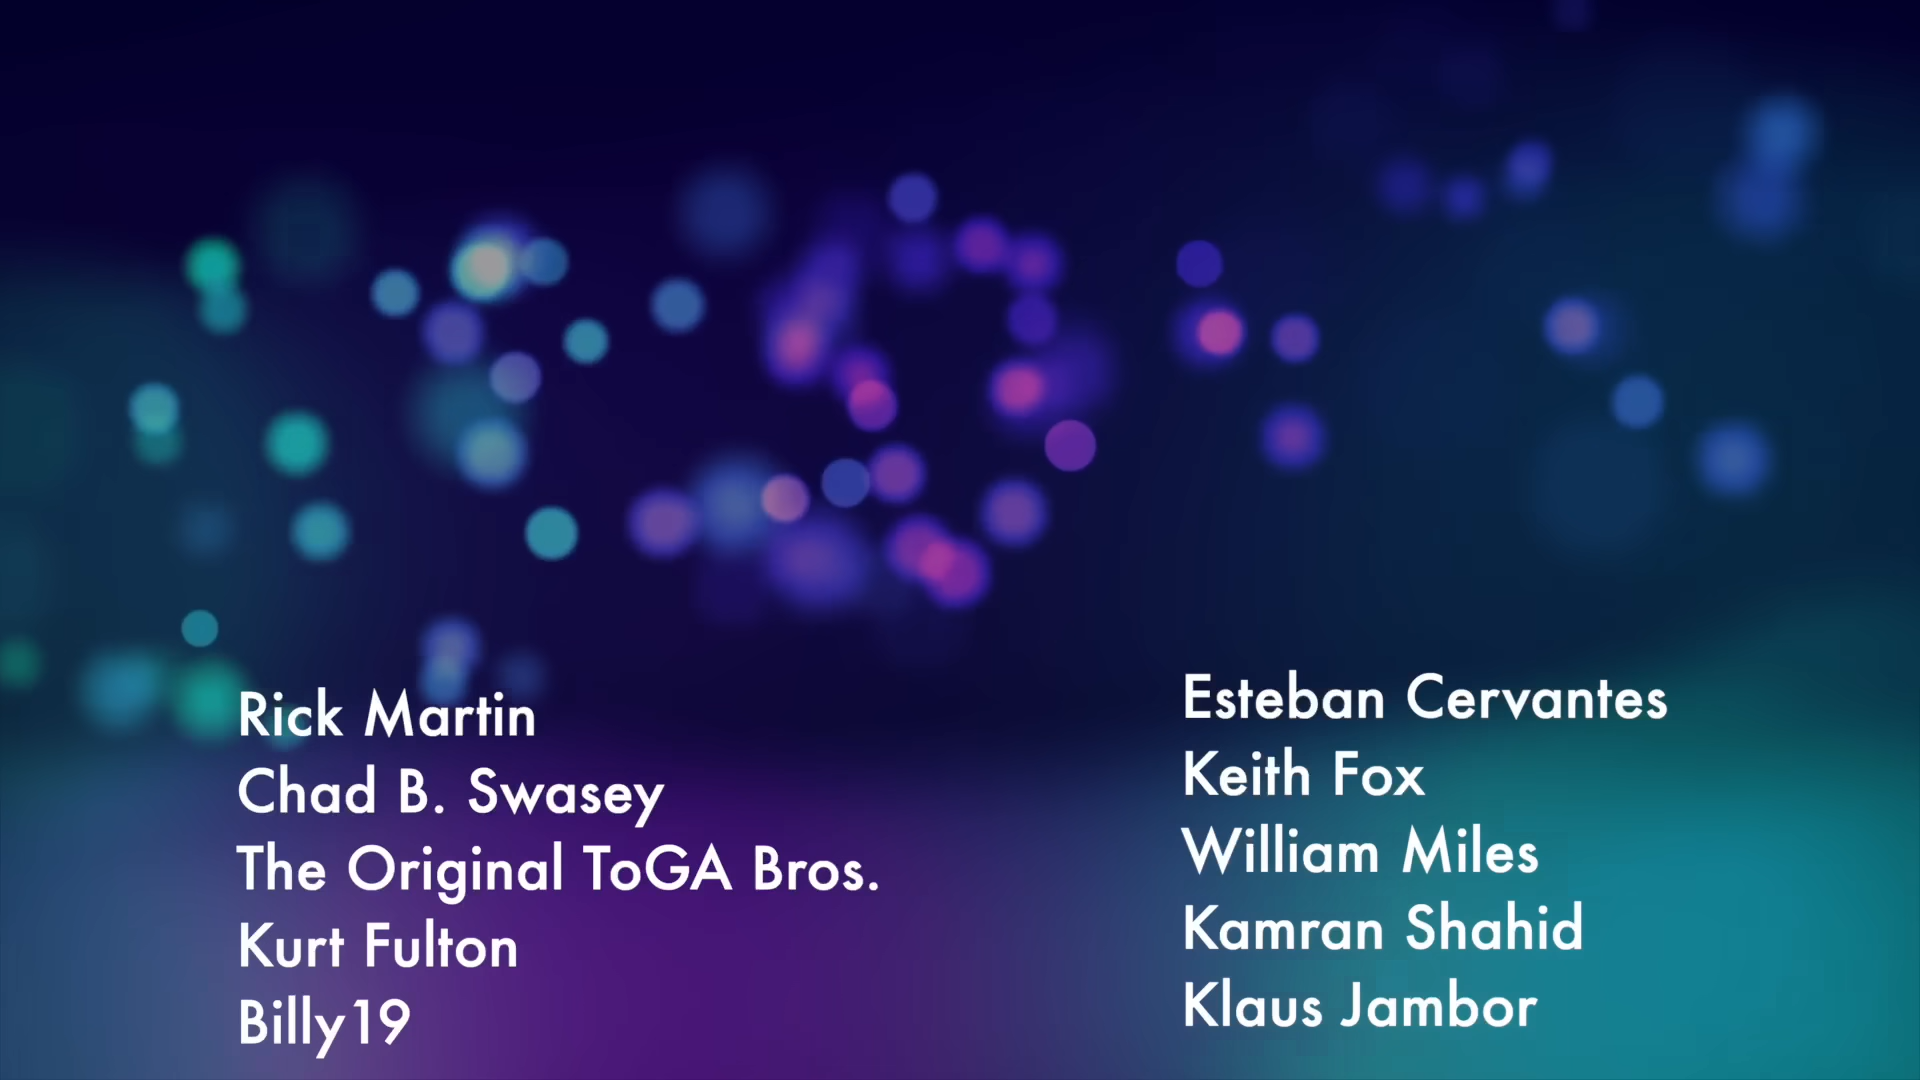 Rick Martin
Chad B. Swasey
The Original ToGA Bros.
Kurt Fulton
Billy19
Esteban Cervantes
Keith Fox
William Miles
Kamran Shahid
Klaus Jambor